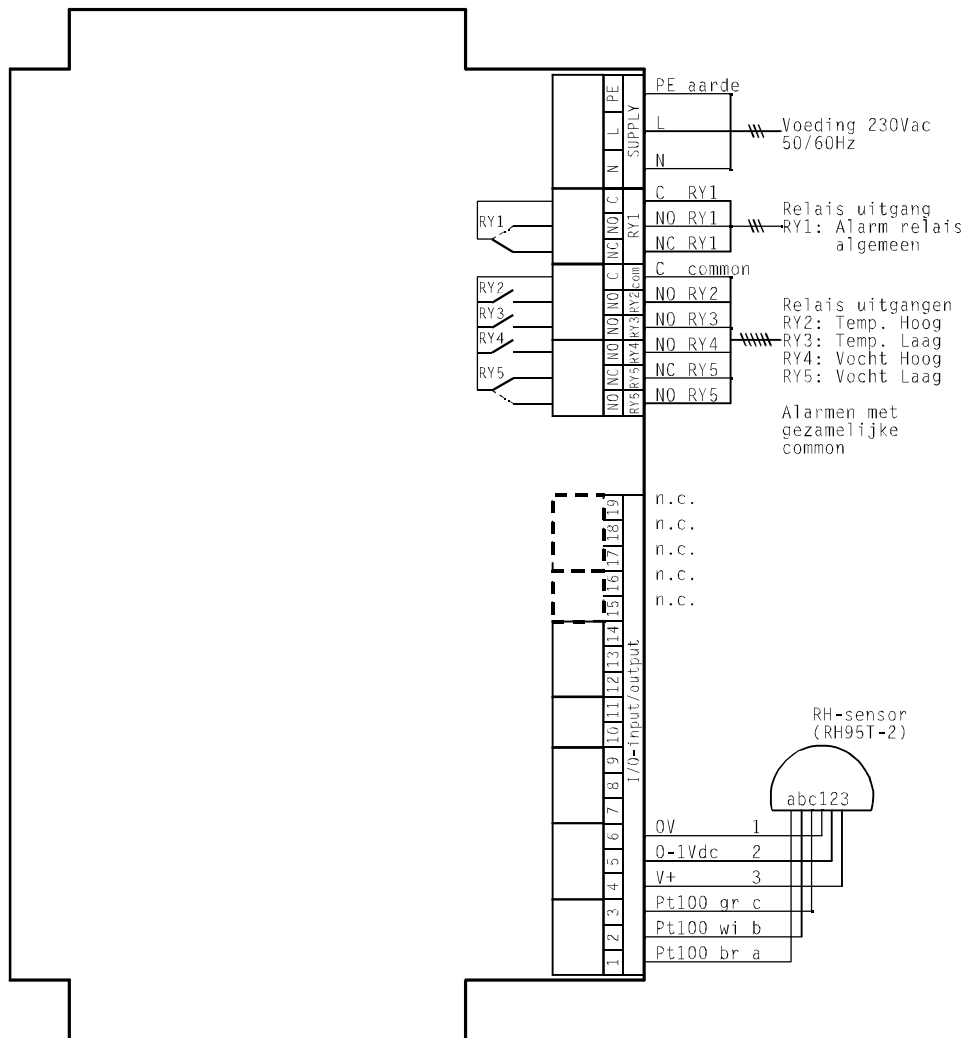 PE aarde
L
N
Voeding 230Vac
50/60Hz
PE
L
N
SUPPLY
C RY1
NO RY1
NC RY1
Relais uitgang
RY1: Alarm relais
algemeen
C
NO
NC
RY1
RY1
C common
NO RY2
NO RY3
NO RY4
NC RY5
NO RY5
Relais uitgangen
RY2: Temp. Hoog
RY3: Temp. Laag
RY4: Vocht Hoog
RY5: Vocht Laag
Alarmen met
gezamelijke
common
RY2
RY3
RY4
RY5
C com
NO RY2
NO RY3
NO RY4
NC RY5
NO RY5
n.c.
n.c.
n.c.
n.c.
n.c.
19
18
17
16
15
14
13
12
11
10
9
8
7
6
5
4
3
2
1
I/O-input/output
RH-sensor
(RH95T-2)
abc123
0V 1
0-1Vdc 2
V+ 3
Pt100 gr c
Pt100 wi b
Pt100 br a